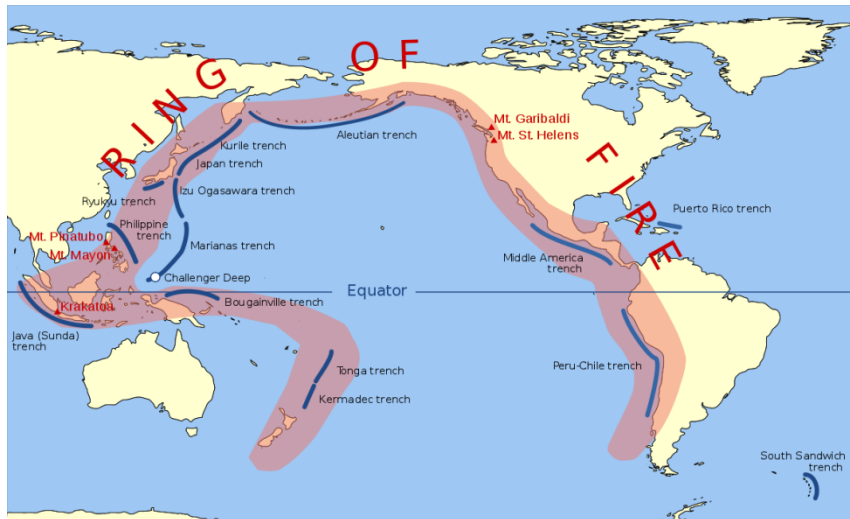 RING OF FIRE
Mt. Garibaldi
Mt. St. Helens
Aleutian trench
Kurile trench
Japan trench
Izu Ogasawara trench
Ryukyu trench
Philippine
trench
Puerto Rico trench
Mt. Pinatubo
Mt. Mayon
Marianas trench
Middle America
trench
Challenger Deep
Equator
Krakatoa
Bougainville trench
Java (Sunda)
trench
Tonga trench
Peru-Chile trench
Kermadec trench
South Sandwich
trench